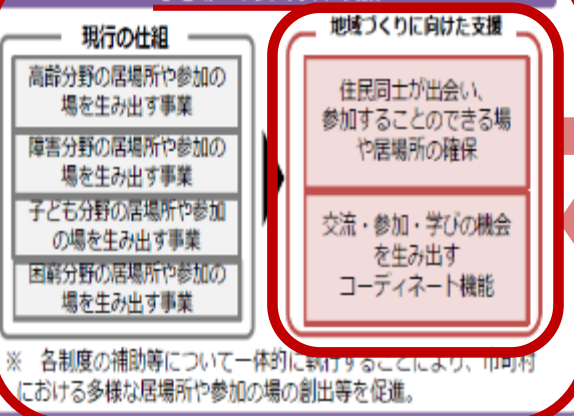 現行の仕組
高齢分野の居場所や参加の
場を生み出す事業
障害分野の居場所や参加の
場を生み出す事業
子ども分野の居場所や参加
の場を生み出す事業
困窮分野の居場所や参加の
場を生み出す事業
地域づくりに向けた支援
住民同士が出会い、
参加することのできる場
や居場所の確保
交流・参加・学びの機会
を生み出す
コーディネート機能
※ 各制度の補助等について一体的に執行することにより、市町村
における多様な居場所や参加の場の創出等を促進。